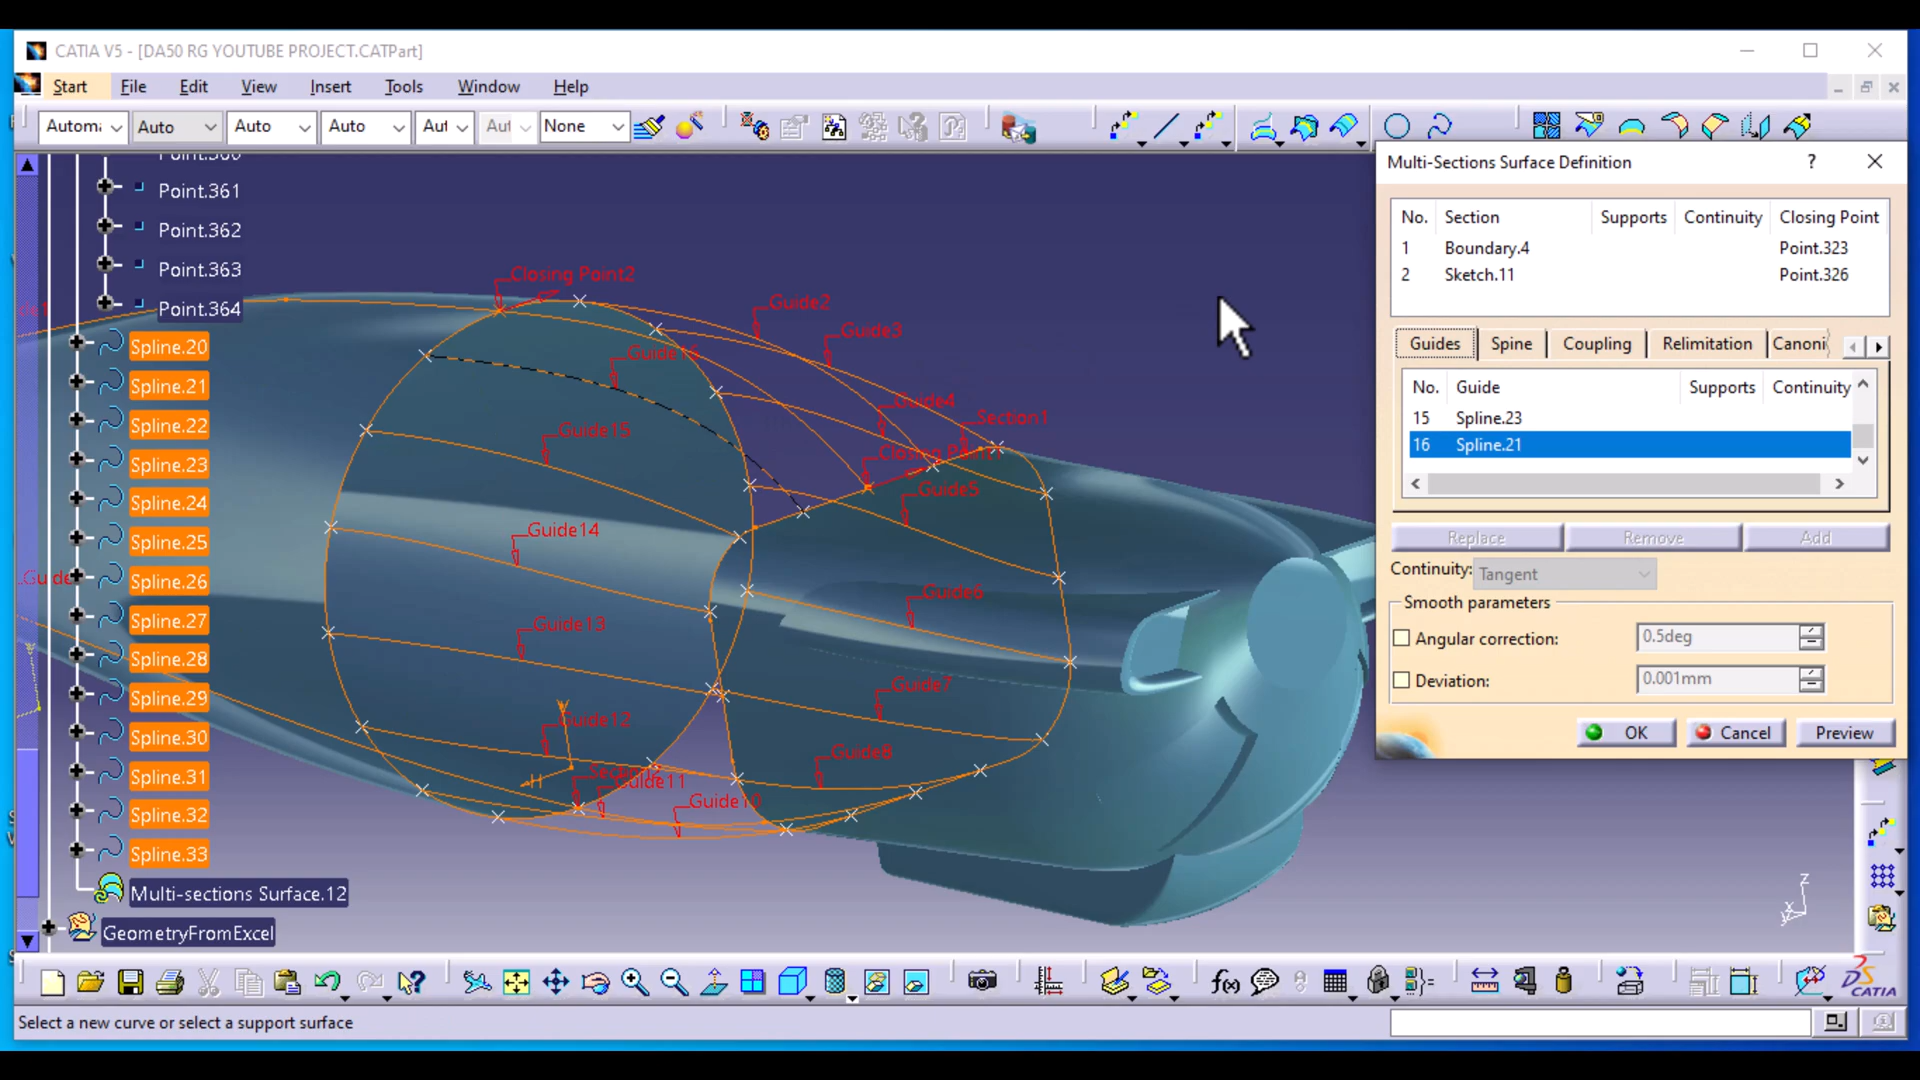 CATIA V5 - [DA50 RG YOUTUBE PROJECT.CATPart]
Start File Edit View Insert Tools Window Help
Auto Auto Auto None
Multi-Sections Surface Definition ? 
No. Section Supports Continuity Closing Point
1 Boundary.4 Point.323
2 Sketch.11 Point.326
Guides Spine Coupling Relimitation Canoni
No. Guide Supports Continuity
15 Spline.23
16 Spline.21
Replace Remove Add
Continuity: Tangent
Smooth parameters
Angular correction: 0.5deg
Deviation: 0.001mm
OK Cancel Preview
Point.360
Point.361
Point.362
Point.363
Point.364
Spline.20
Spline.21
Spline.22
Spline.23
Spline.24
Spline.25
Spline.26
Spline.27
Spline.28
Spline.29
Spline.30
Spline.31
Spline.32
Spline.33
Multi-sections Surface.12
GeometryFromExcel
Closing Point2
Guide2
Guide3
Guide16
Guide4
Section1
Guide15
Closing Point1
Guide5
Guide14
Guide6
Guide13
Guide7
Guide12
Guide8
Guide11
Guide10
H
V
z
x
y
f(x)
CATIA
Select a new curve or select a support surface